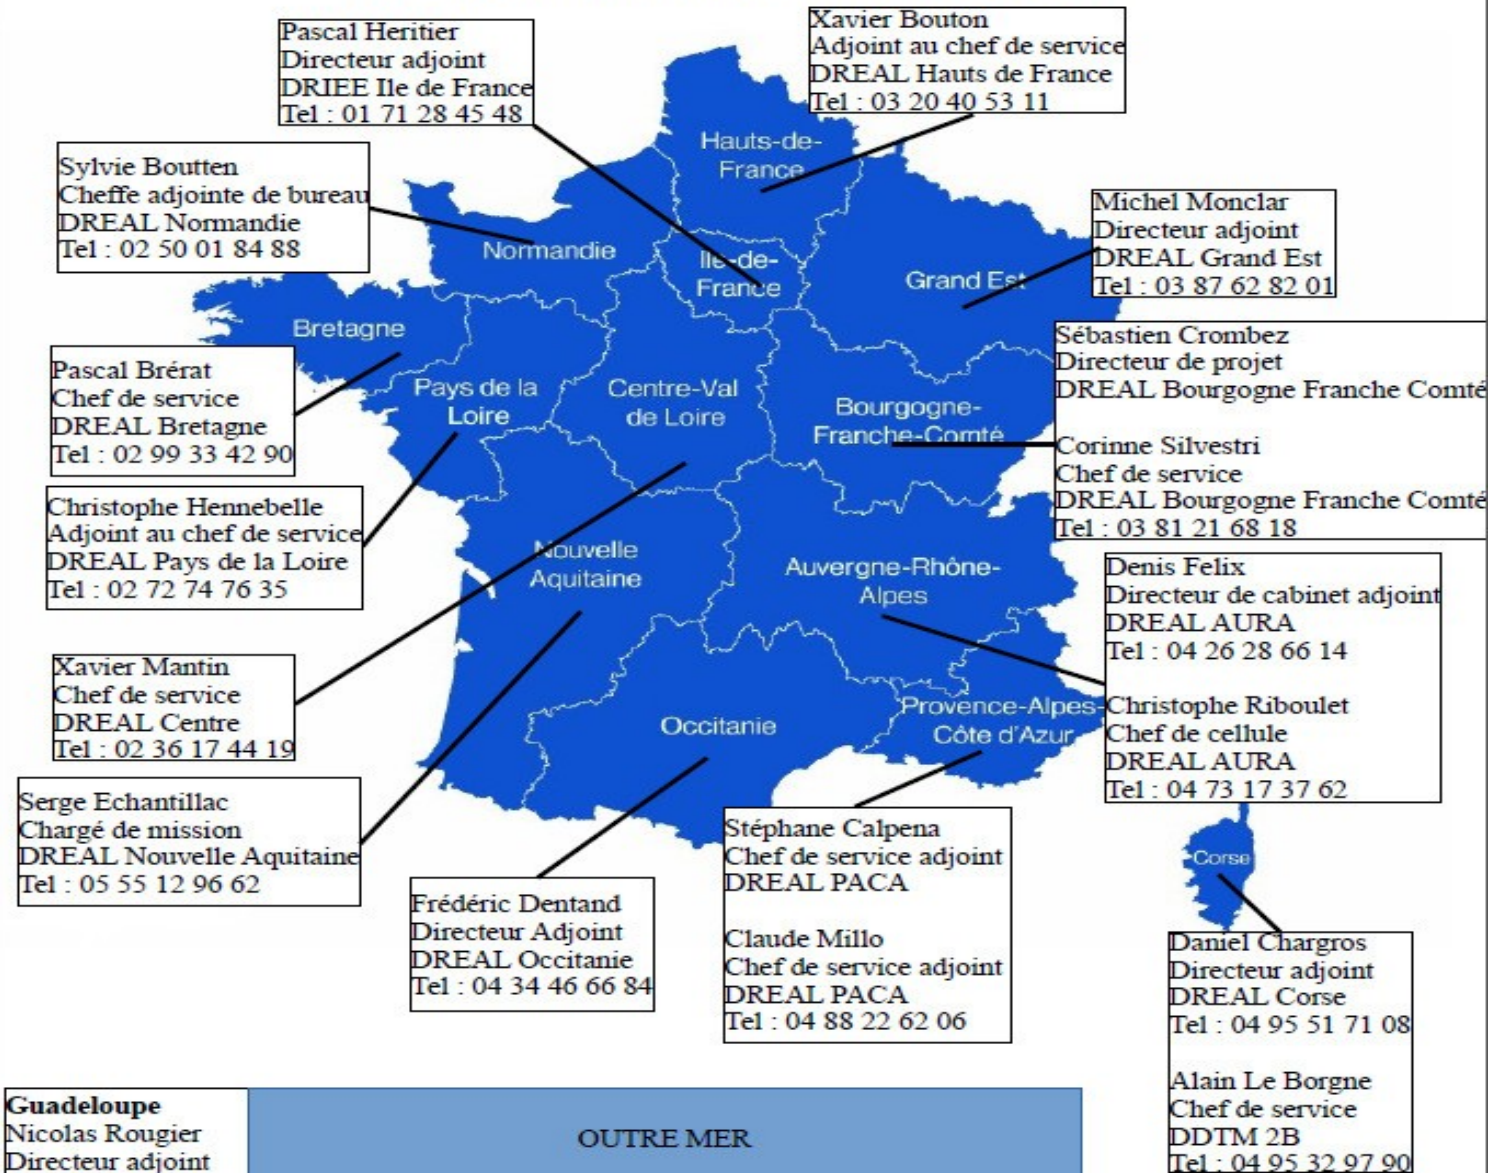 Pascal Heritier
Directeur adjoint
DRIEE Ile de France
Tel : 01 71 28 45 48
Xavier Bouton
Adjoint au chef de service
DREAL Hauts de France
Tel : 03 20 40 53 11
Sylvie Boutten
Cheffe adjointe de bureau
DREAL Normandie
Tel : 02 50 01 84 88
Michel Monclar
Directeur adjoint
DREAL Grand Est
Tel : 03 87 62 82 01
Hauts-de-
France
Normandie
Ile-de-
France
Grand Est
Bretagne
Pays de la
Loire
Centre-Val
de Loire
Bourgogne-
Franche-Comté
Nouvelle
Aquitaine
Auvergne-Rhône-
Alpes
Occitanie
Provence-Alpes-
Côte d'Azur
Corse
Sébastien Crombez
Directeur de projet
DREAL Bourgogne Franche Comté
Corinne Silvestri
Chef de service
DREAL Bourgogne Franche Comté
Tel : 03 81 21 68 18
Pascal Brérat
Chef de service
DREAL Bretagne
Tel : 02 99 33 42 90
Christophe Hennebelle
Adjoint au chef de service
DREAL Pays de la Loire
Tel : 02 72 74 76 35
Denis Felix
Directeur de cabinet adjoint
DREAL AURA
Tel : 04 26 28 66 14
Christophe Riboulet
Chef de cellule
DREAL AURA
Tel : 04 73 17 37 62
Xavier Mantin
Chef de service
DREAL Centre
Tel : 02 36 17 44 19
Serge Echantillac
Chargé de mission
DREAL Nouvelle Aquitaine
Tel : 05 55 12 96 62
Frédéric Dentand
Directeur Adjoint
DREAL Occitanie
Tel : 04 34 46 66 84
Stéphane Calpena
Chef de service adjoint
DREAL PACA
Claude Millo
Chef de service adjoint
DREAL PACA
Tel : 04 88 22 62 06
Daniel Chargros
Directeur adjoint
DREAL Corse
Tel : 04 95 51 71 08
Alain Le Borgne
Chef de service
DDTM 2B
Tel : 04 95 32 97 90
Guadeloupe
Nicolas Rougier
Directeur adjoint
OUTRE MER